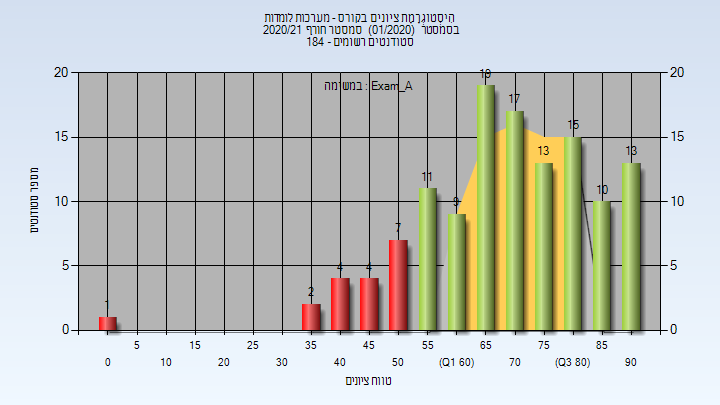 הִיסְטוֹגְרָמַת ציונים בקורס - מערכות לומדות
בסמסטר (01/2020) סמסטר חורף 2020/21
סטודנטים רשומים - 184
במשימה : Exam_A
מספר סטודנטים
20 15 10 5 0
20 15 10 5 0
1 2 4 4 7 11 9 19 17 13 15 10 13
5 15 25 35 45 55 65 75 85
0 10 20 30 40 50 (Q1 60) 70 (Q3 80) 90
טווח ציונים